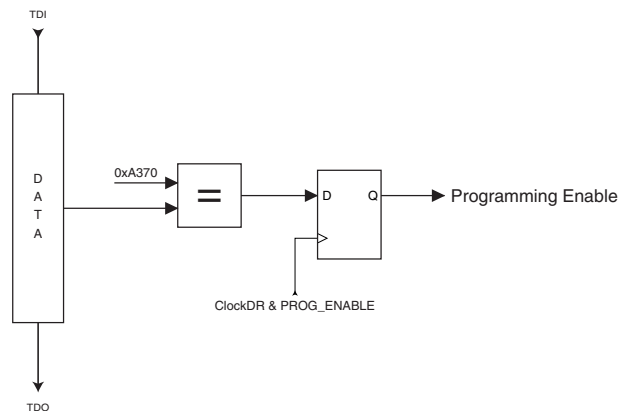 TDI
D
A
T
A
0xA370
=
D
Q
Programming Enable
ClockDR & PROG_ENABLE
TDO